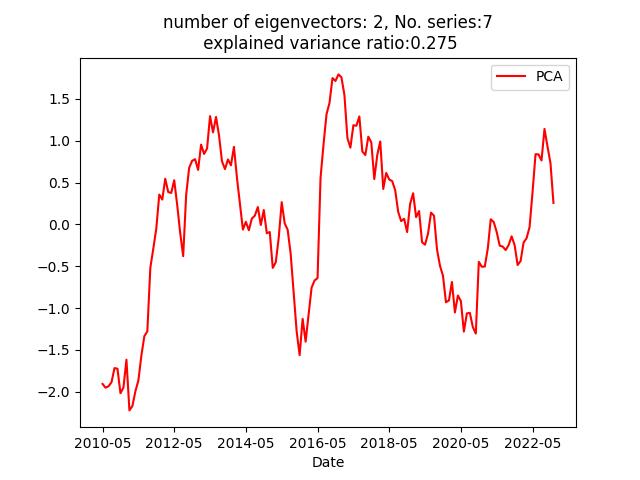 number of eigenvectors: 2, No. series:7
explained variance ratio:0.275
PCA
1.5
1.0
0.5
0.0
−0.5
−1.0
−1.5
−2.0
2010-05 2012-05 2014-05 2016-05 2018-05 2020-05 2022-05
Date